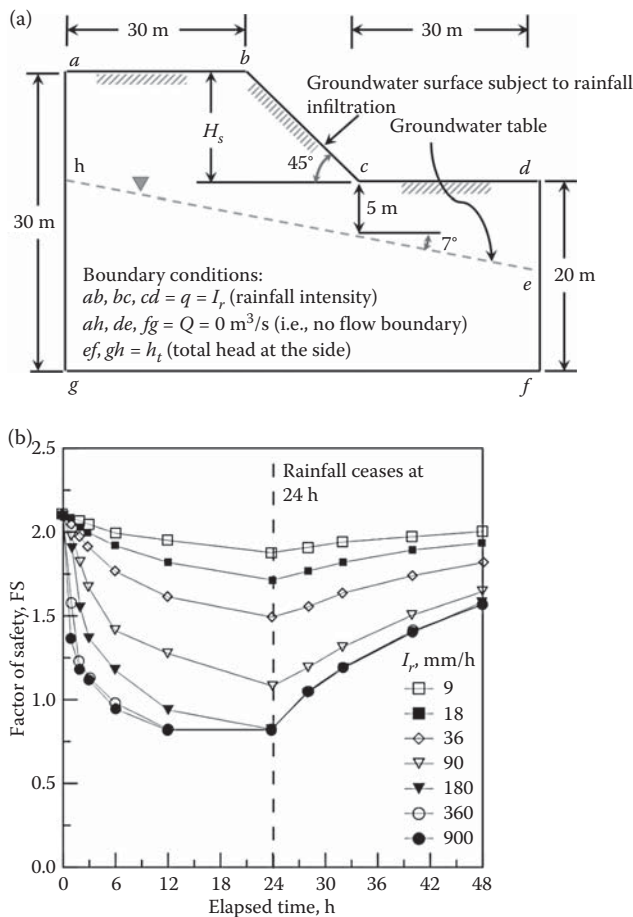 (a)
30 m
30 m
a
b
Groundwater surface subject to rainfall
infiltration
H_s
Groundwater table
h
45°
c
d
30 m
5 m
7°
20 m
e
Boundary conditions:
ab, bc, cd = q = I_r (rainfall intensity)
ah, de, fg = Q = 0 m³/s (i.e., no flow boundary)
ef, gh = h_t (total head at the side)
g
f
(b)
2.5
Rainfall ceases at
24 h
2.0
1.5
1.0
0.5
0.0
Factor of safety, FS
I_r, mm/h
9
18
36
90
180
360
900
0 6 12 18 24 30 36 42 48
Elapsed time, h